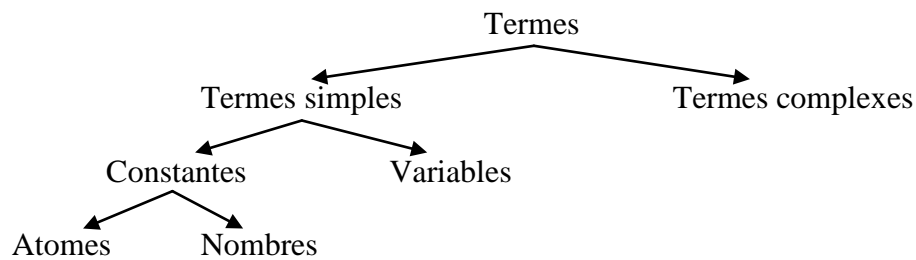 Termes
Termes simples Termes complexes
Constantes Variables
Atomes Nombres